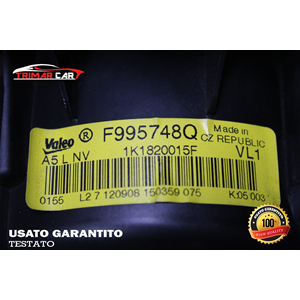 TRIMAR CAR
Valeo ® F995748Q Made in
CZ REPUBLIC
A5 L NV 1K1820015F VL1
0155 L2 7 120908 150359 075 K:05 003
USATO GARANTITO
TESTATO
100